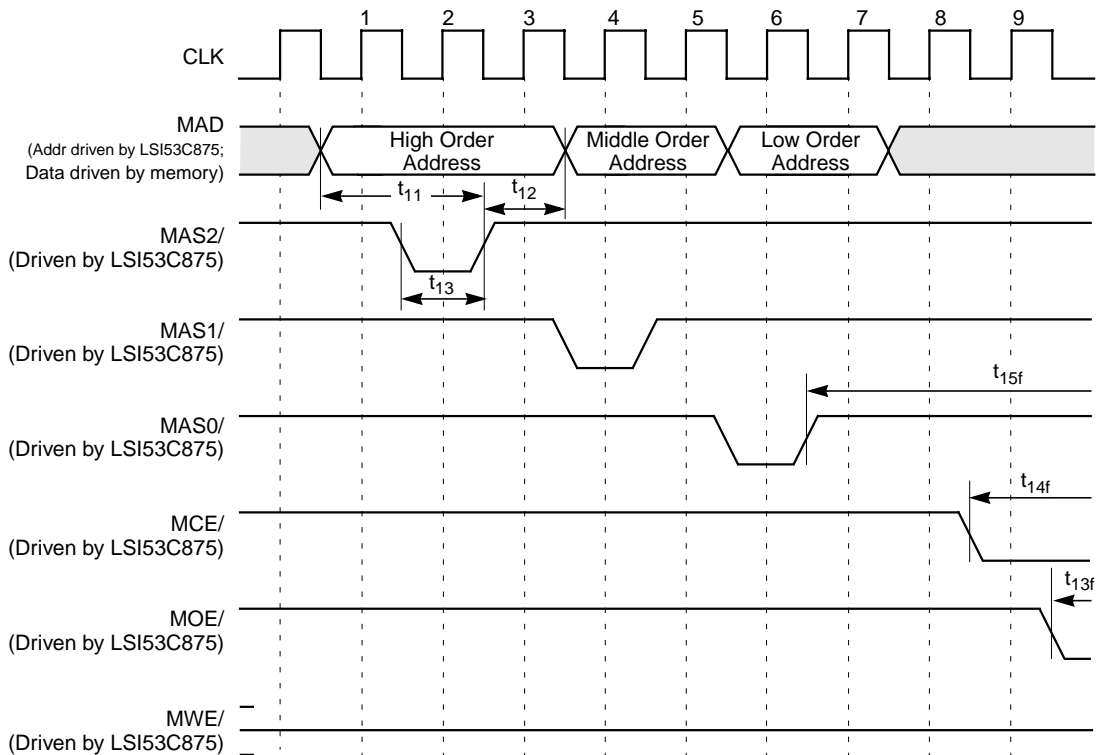 1 2 3 4 5 6 7 8 9
CLK
MAD
(Addr driven by LSI53C875;
Data driven by memory)
High Order
Address
Middle Order
Address
Low Order
Address
t11
t12
MAS2/
(Driven by LSI53C875)
t13
MAS1/
(Driven by LSI53C875)
t15f
MAS0/
(Driven by LSI53C875)
t14f
MCE/
(Driven by LSI53C875)
t13f
MOE/
(Driven by LSI53C875)
MWE/
(Driven by LSI53C875)